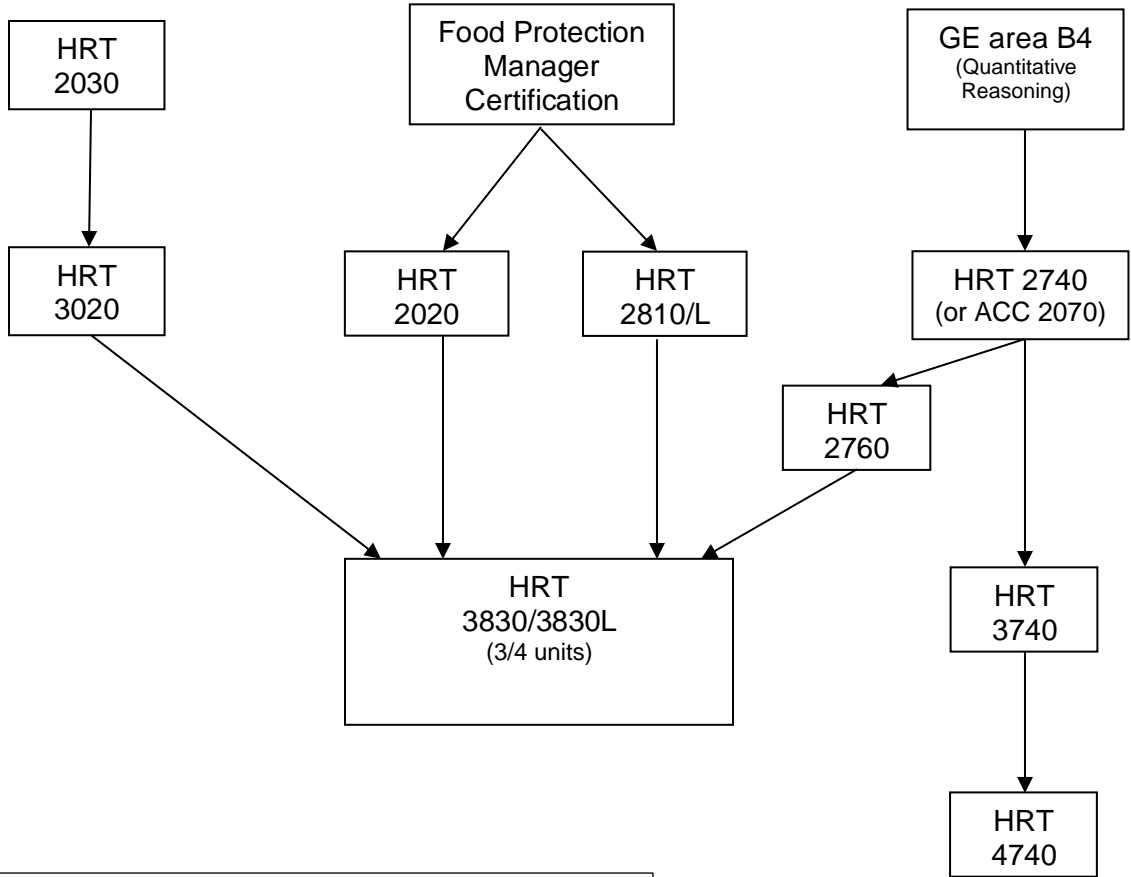 HRT
2030
Food Protection
Manager
Certification
GE area B4
(Quantitative
Reasoning)
HRT
3020
HRT
2020
HRT
2810/L
HRT 2740
(or ACC 2070)
HRT
2760
HRT
3830/3830L
(3/4 units)
HRT
3740
HRT
4740